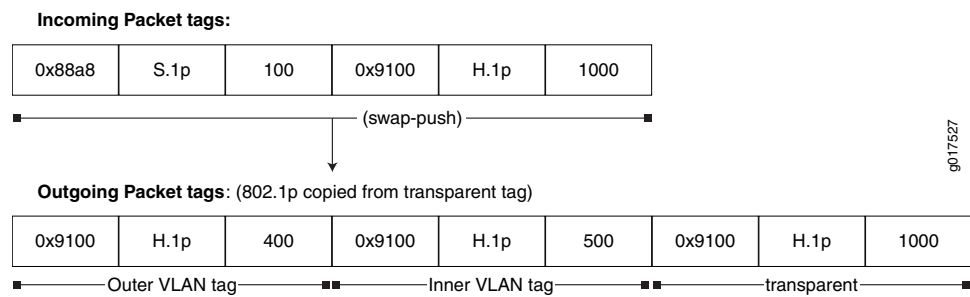 Incoming Packet tags:
0x88a8 S.1p 100 0x9100 H.1p 1000
(swap-push)
g017527
Outgoing Packet tags: (802.1p copied from transparent tag)
0x9100 H.1p 400 0x9100 H.1p 500 0x9100 H.1p 1000
Outer VLAN tag Inner VLAN tag transparent